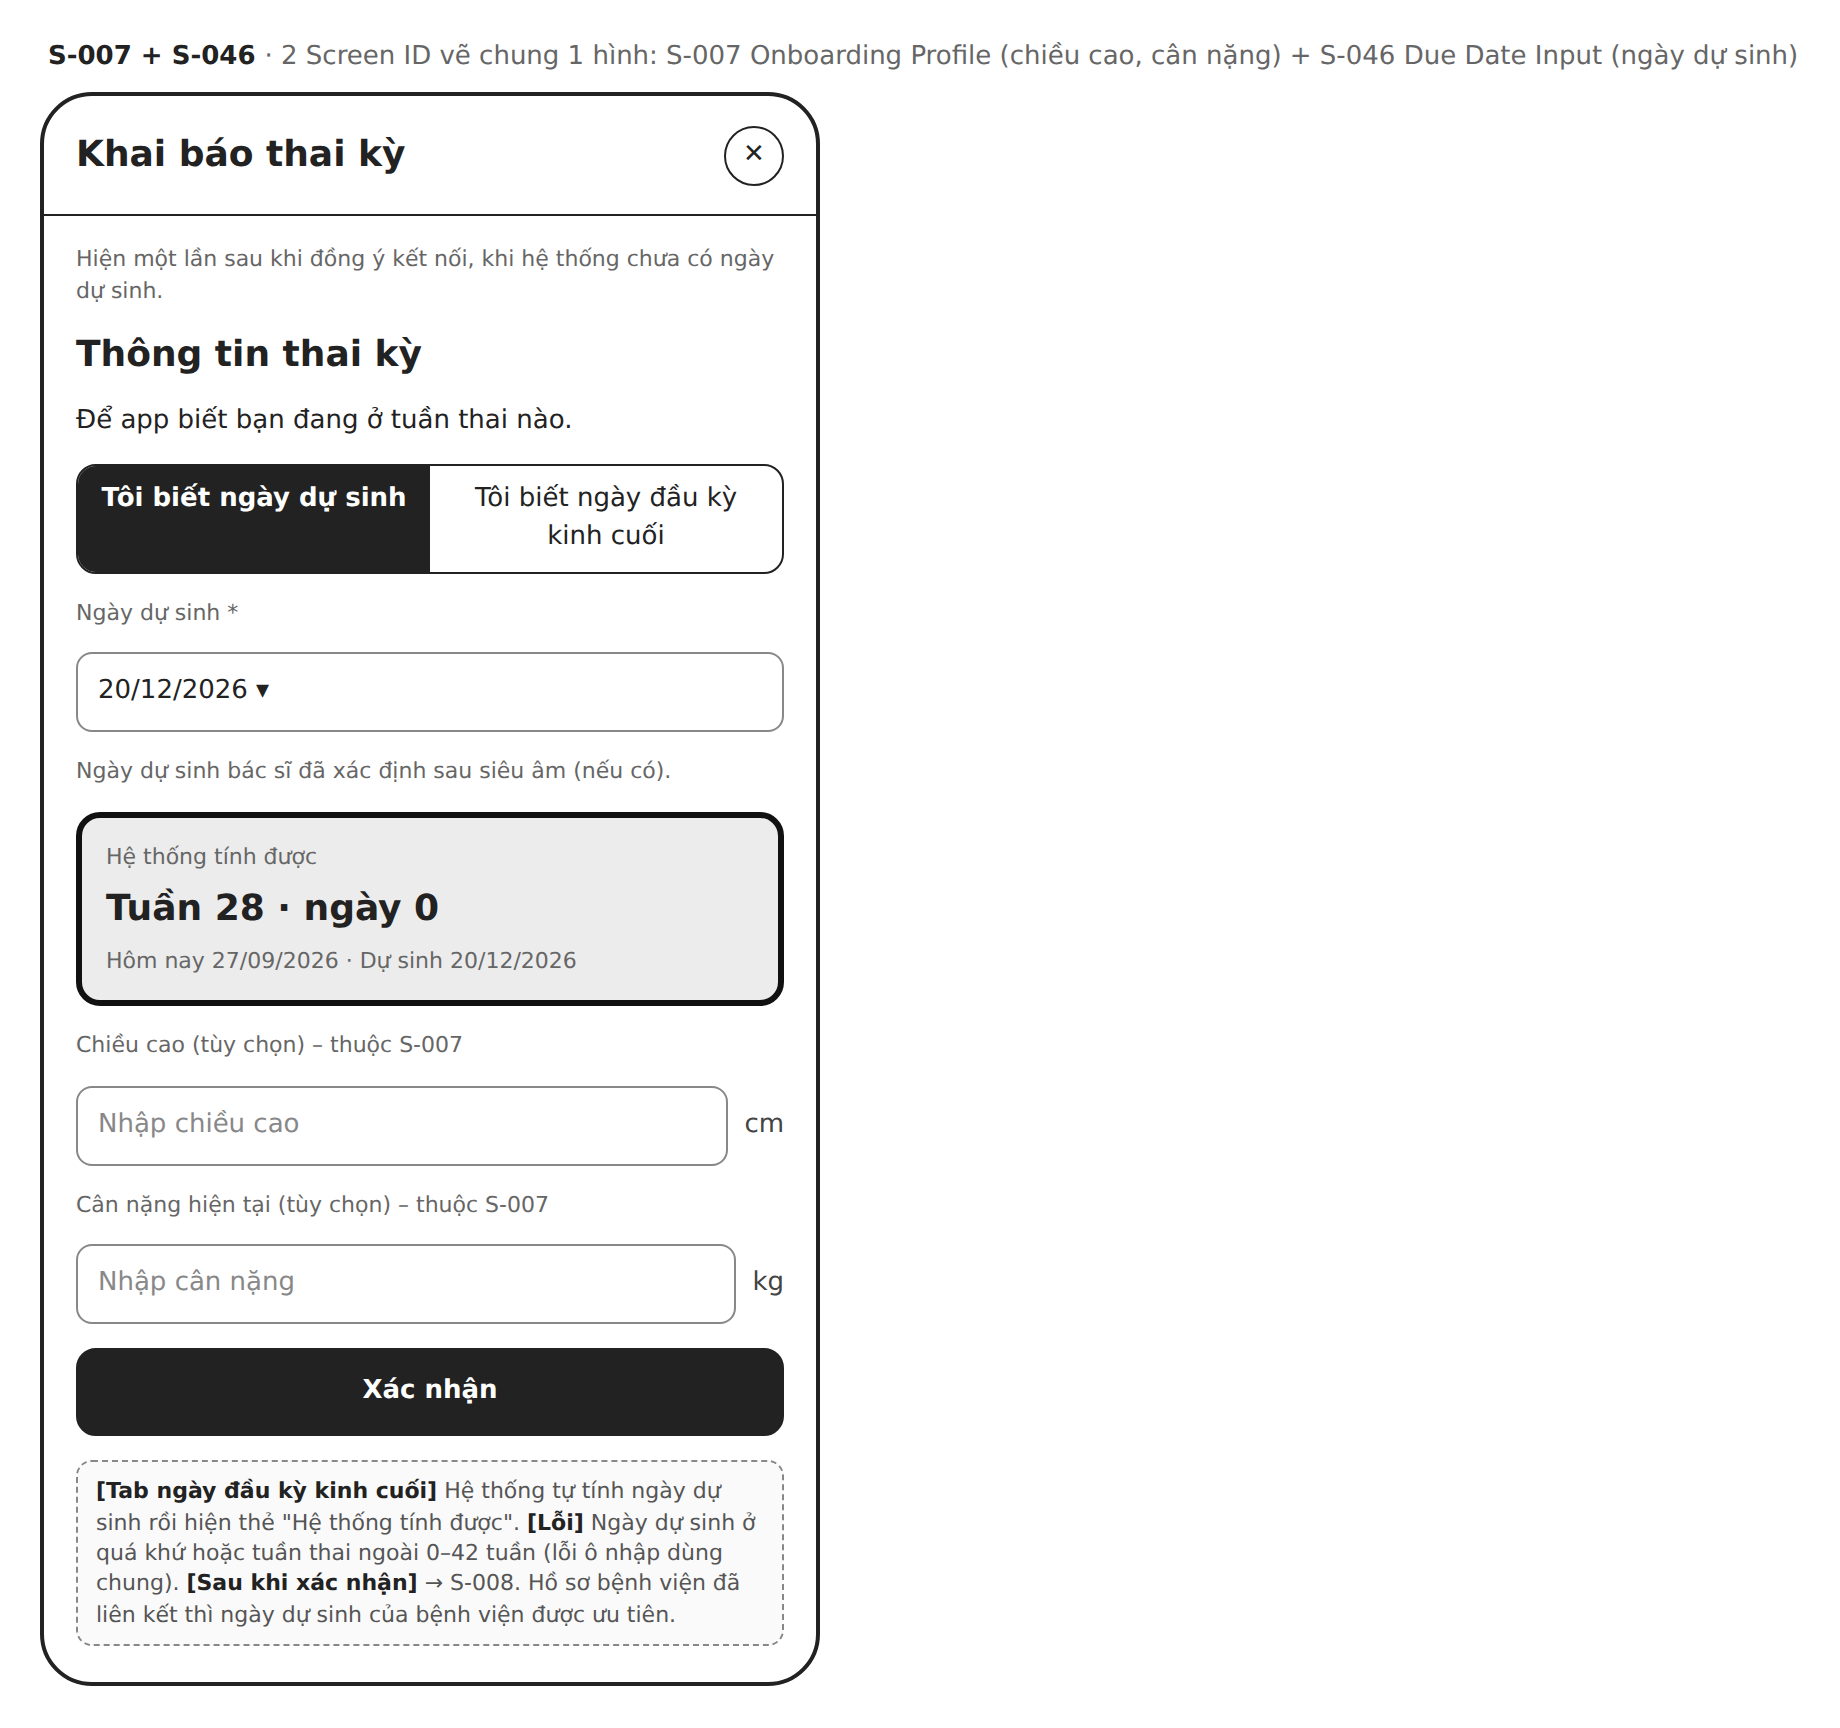 S-007 + S-046 · 2 Screen ID vẽ chung 1 hình: S-007 Onboarding Profile (chiều cao, cân nặng) + S-046 Due Date Input (ngày dự sinh)
Khai báo thai kỳ
✕
Hiện một lần sau khi đồng ý kết nối, khi hệ thống chưa có ngày
dự sinh.
Thông tin thai kỳ
Để app biết bạn đang ở tuần thai nào.
Tôi biết ngày dự sinh
Tôi biết ngày đầu kỳ
kinh cuối
Ngày dự sinh *
20/12/2026 ▾
Ngày dự sinh bác sĩ đã xác định sau siêu âm (nếu có).
Hệ thống tính được
Tuần 28 · ngày 0
Hôm nay 27/09/2026 · Dự sinh 20/12/2026
Chiều cao (tùy chọn) – thuộc S-007
Nhập chiều cao
cm
Cân nặng hiện tại (tùy chọn) – thuộc S-007
Nhập cân nặng
kg
Xác nhận
[Tab ngày đầu kỳ kinh cuối] Hệ thống tự tính ngày dự
sinh rồi hiện thẻ "Hệ thống tính được". [Lỗi] Ngày dự sinh ở
quá khứ hoặc tuần thai ngoài 0–42 tuần (lỗi ô nhập dùng
chung). [Sau khi xác nhận] → S-008. Hồ sơ bệnh viện đã
liên kết thì ngày dự sinh của bệnh viện được ưu tiên.